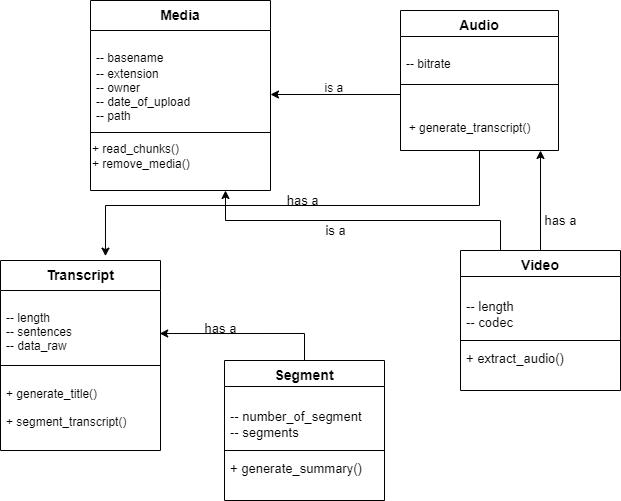 Media
-- basename
-- extension
-- owner
-- date_of_upload
-- path
+ read_chunks()
+ remove_media()
is a
Audio
-- bitrate
+ generate_transcript()
has a
is a
has a
Transcript
-- length
-- sentences
-- data_raw
+ generate_title()
+ segment_transcript()
has a
Segment
-- number_of_segment
-- segments
+ generate_summary()
Video
-- length
-- codec
+ extract_audio()